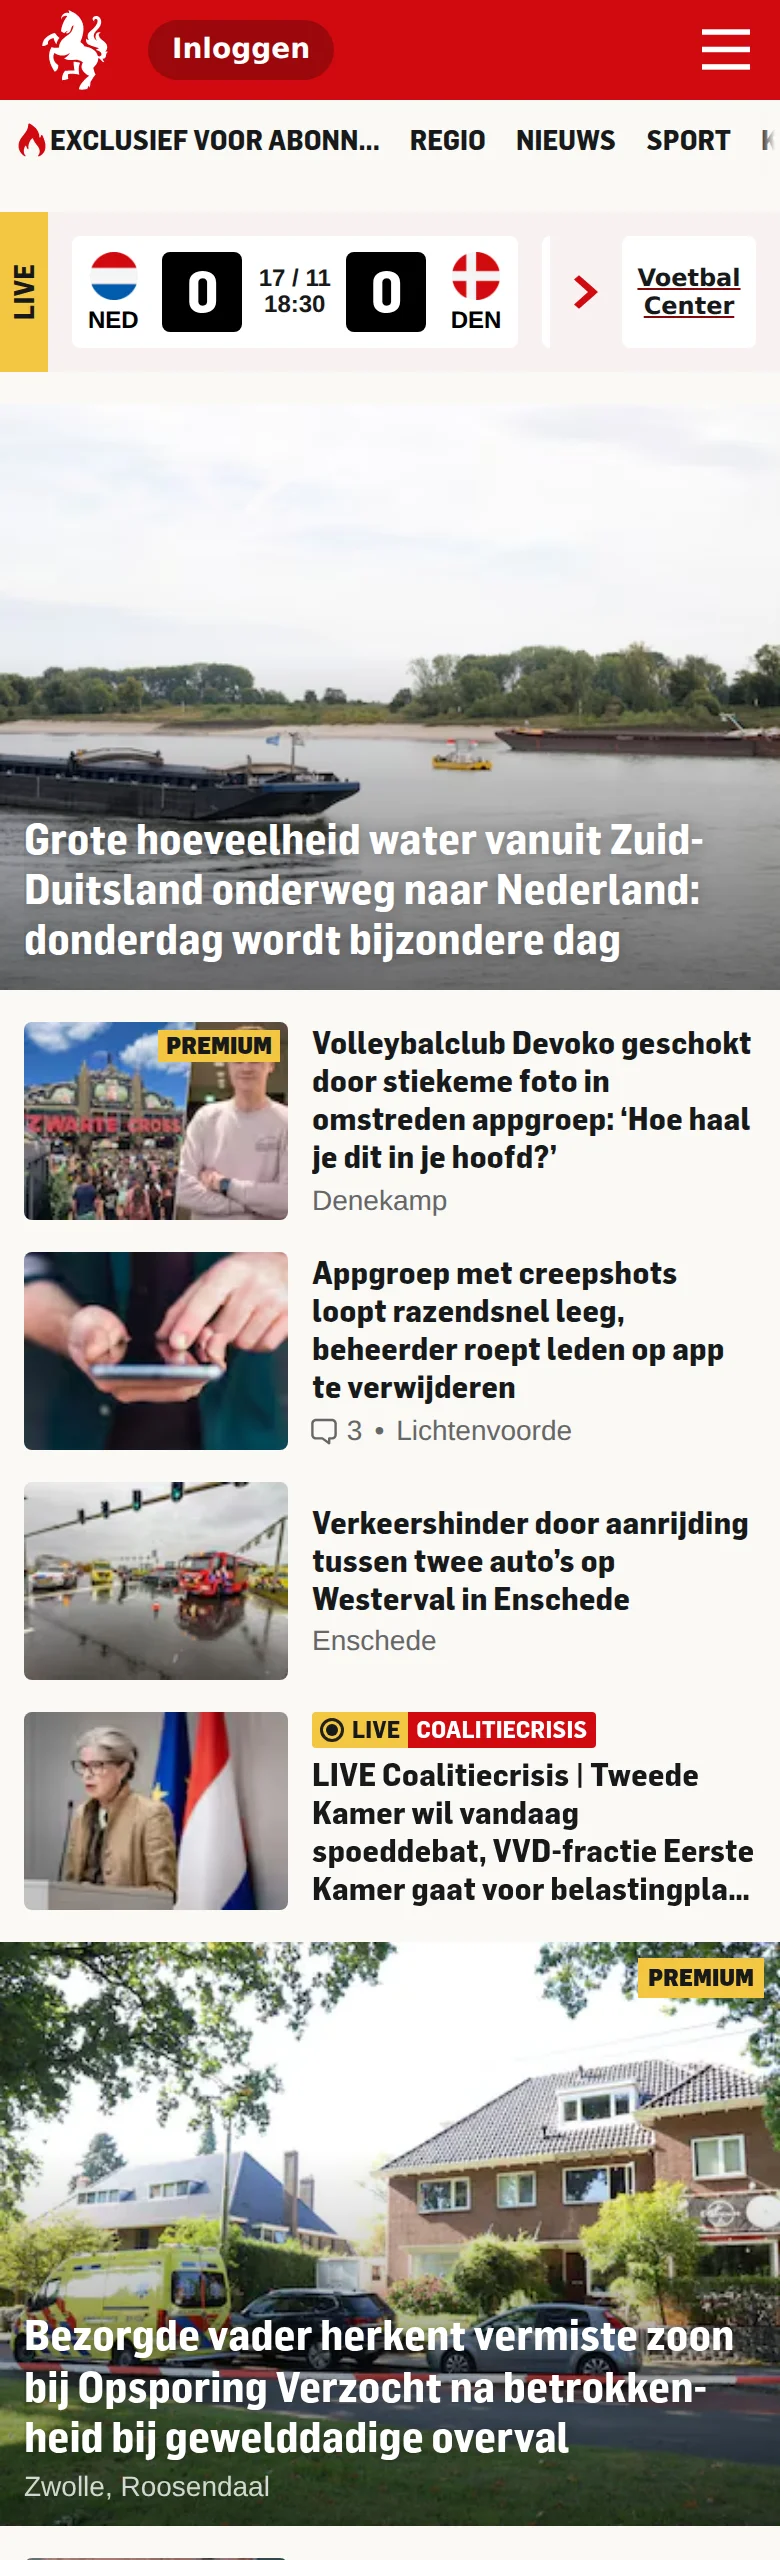 Inloggen
EXCLUSIEF VOOR ABONN... REGIO NIEUWS SPORT
LIVE
NED
0
17 / 11
18:30
0
DEN
Voetbal
Center
Grote hoeveelheid water vanuit Zuid-
Duitsland onderweg naar Nederland:
donderdag wordt bijzondere dag
PREMIUM
ZWARTE CROSS
Volleybalclub Devoko geschokt
door stiekeme foto in
omstreden appgroep: ‘Hoe haal
je dit in je hoofd?’
Denekamp
Appgroep met creepshots
loopt razendsnel leeg,
beheerder roept leden op app
te verwijderen
3 • Lichtenvoorde
Verkeershinder door aanrijding
tussen twee auto’s op
Westerval in Enschede
Enschede
LIVE COALITIECRISIS
LIVE Coalitiecrisis | Tweede
Kamer wil vandaag
spoeddebat, VVD-fractie Eerste
Kamer gaat voor belastingpla...
PREMIUM
Bezorgde vader herkent vermiste zoon
bij Opsporing Verzocht na betrokken-
heid bij gewelddadige overval
Zwolle, Roosendaal